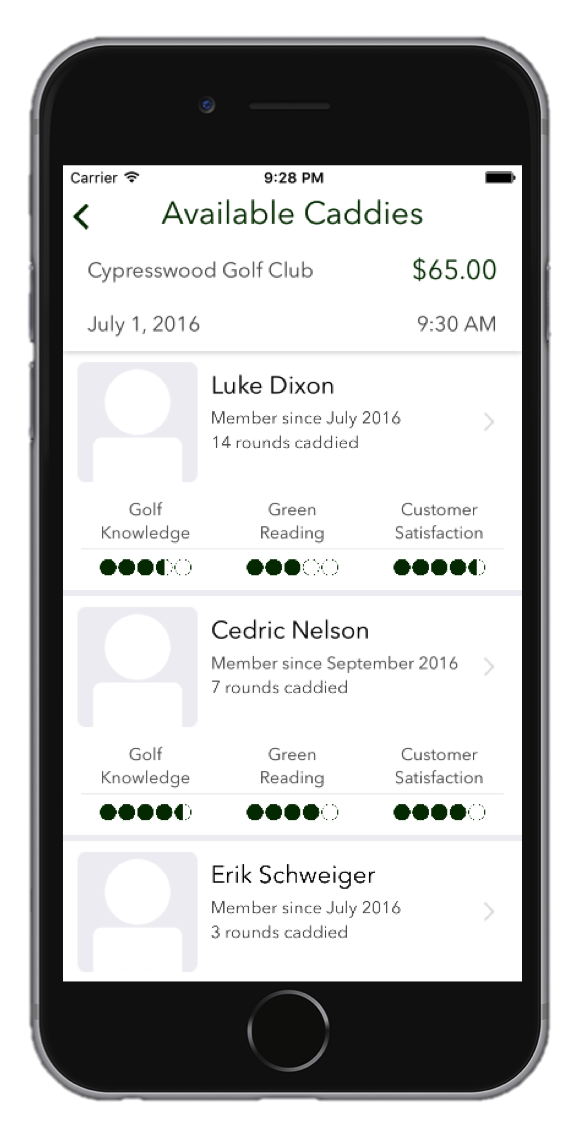 Carrier 9:28 PM
Available Caddies
Cypresswood Golf Club $65.00
July 1, 2016 9:30 AM
Luke Dixon
Member since July 2016
14 rounds caddied
Golf Green Customer
Knowledge Reading Satisfaction
Cedric Nelson
Member since September 2016
7 rounds caddied
Golf Green Customer
Knowledge Reading Satisfaction
Erik Schweiger
Member since July 2016
3 rounds caddied